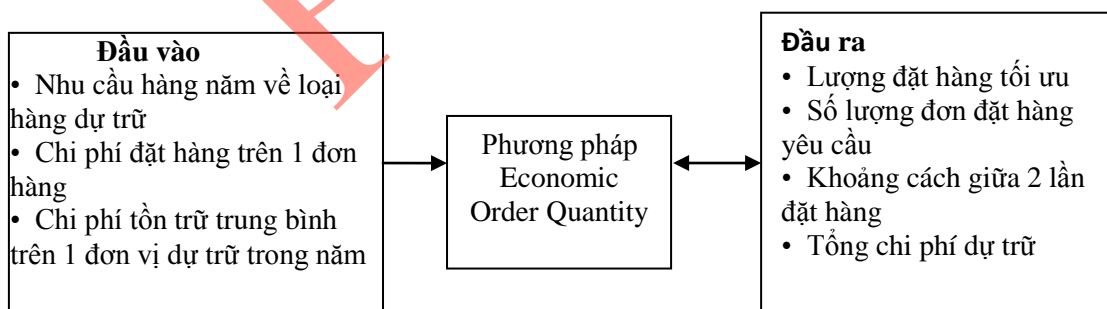 Đầu vào
• Nhu cầu hàng năm về loại
hàng dự trữ
• Chi phí đặt hàng trên 1 đơn
hàng
• Chi phí tồn trữ trung bình
trên 1 đơn vị dự trữ trong năm
Phương pháp
Economic
Order Quantity
Đầu ra
• Lượng đặt hàng tối ưu
• Số lượng đơn đặt hàng
yêu cầu
• Khoảng cách giữa 2 lần
đặt hàng
• Tổng chi phí dự trữ